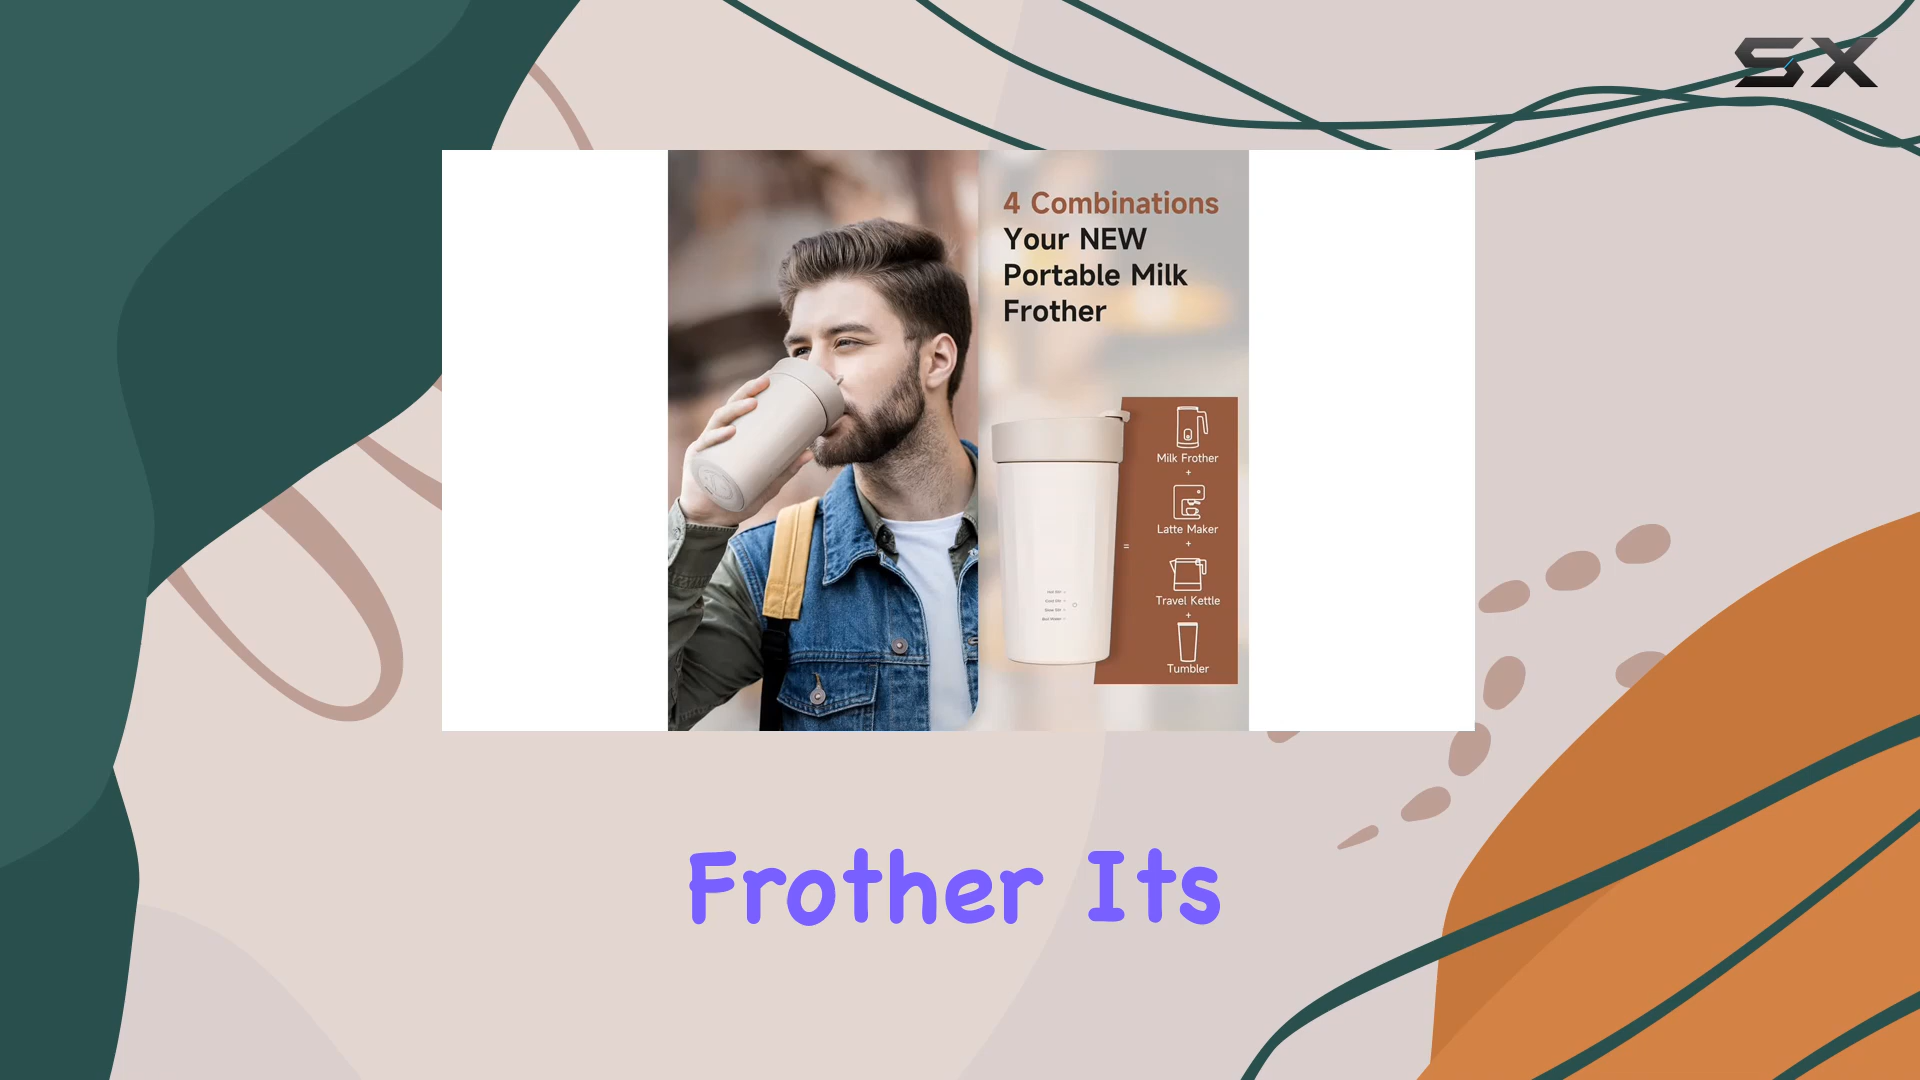 SX
4 Combinations
Your NEW
Portable Milk
Frother
Milk Frother
+
Latte Maker
+
=
Travel Kettle
+
Tumbler
Frother Its